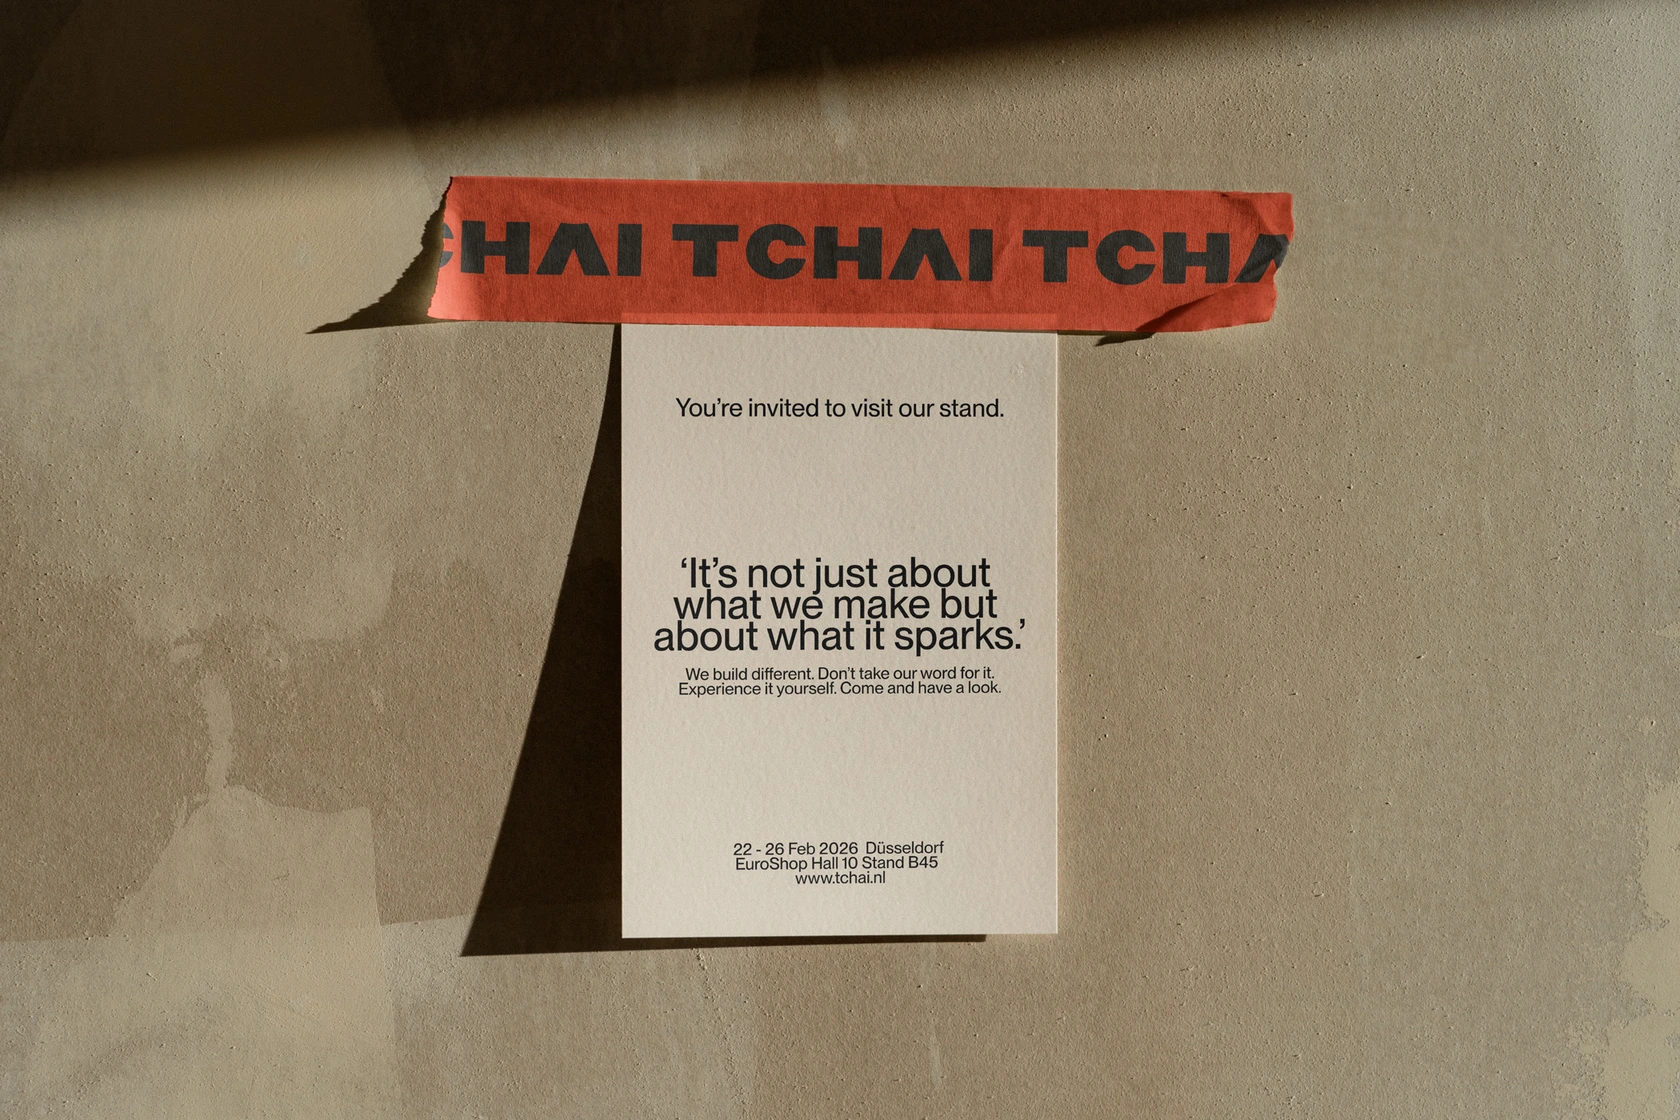 CHAI TCHAI TCHA
You’re invited to visit our stand.
‘It’s not just about
what we make but
about what it sparks.’
We build different. Don’t take our word for it.
Experience it yourself. Come and have a look.
22 - 26 Feb 2026 Düsseldorf
EuroShop Hall 10 Stand B45
www.tchai.nl